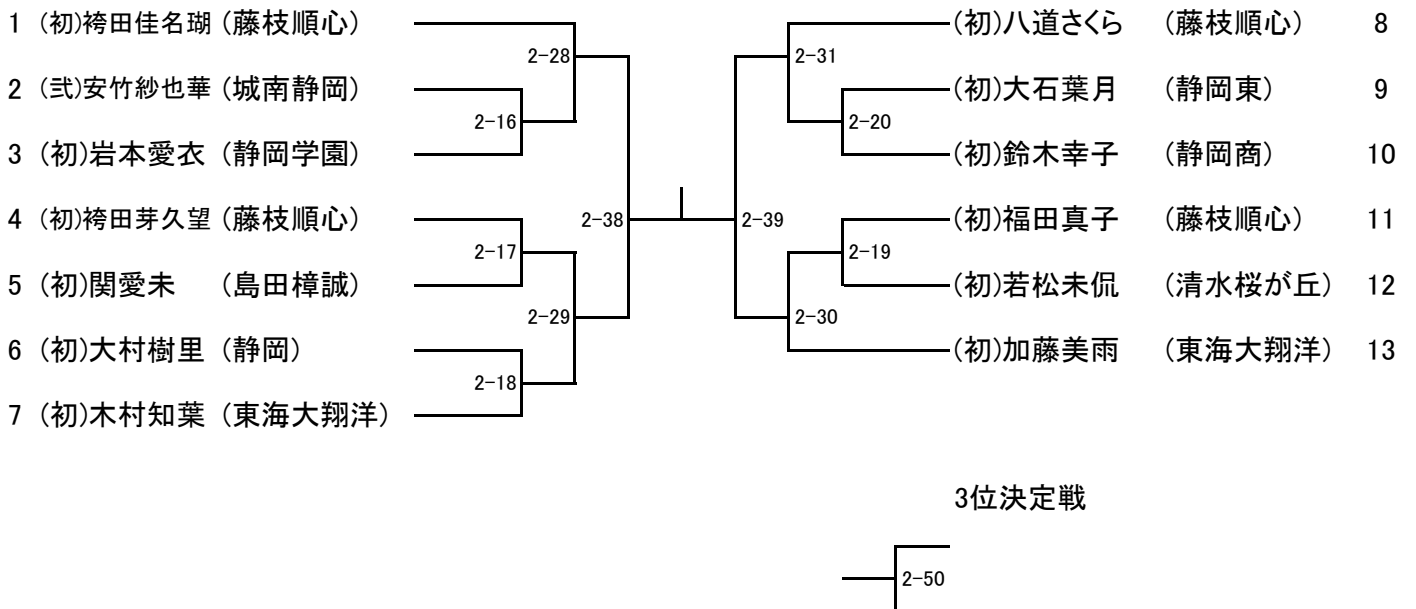 1 (初)袴田佳名瑚 (藤枝順心)
2-28
2 (弐)安竹紗也華 (城南静岡)
2-16
3 (初)岩本愛衣 (静岡学園)
2-38
4 (初)袴田芽久望 (藤枝順心)
2-17
5 (初)関愛未 (島田樟誠)
2-29
6 (初)大村樹里 (静岡)
2-18
7 (初)木村知葉 (東海大翔洋)
(初)八道さくら (藤枝順心) 8
2-31
(初)大石葉月 (静岡東) 9
2-20
(初)鈴木幸子 (静岡商) 10
2-39
(初)福田真子 (藤枝順心) 11
2-19
(初)若松未侃 (清水桜が丘) 12
2-30
(初)加藤美雨 (東海大翔洋) 13
3位決定戦
2-50